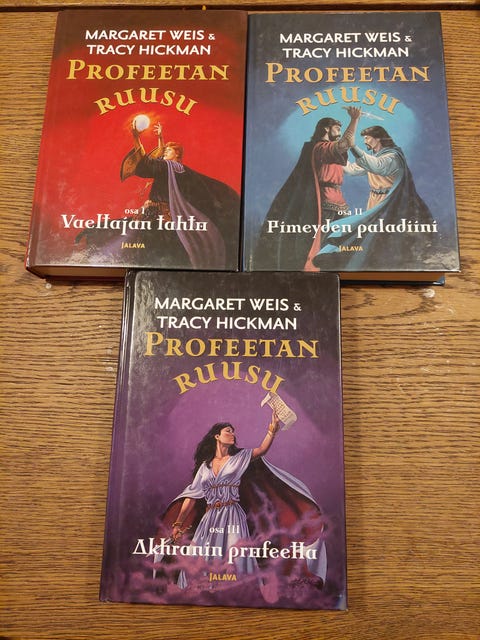 MARGARET WEIS &
TRACY HICKMAN
PROFEETAN
RUUSU
osa I
Vaeltajan tahto
JALAVA
MARGARET WEIS &
TRACY HICKMAN
PROFEETAN
RUUSU
osa II
Pimeyden paladiini
JALAVA
MARGARET WEIS &
TRACY HICKMAN
PROFEETAN
RUUSU
osa III
Akhranin profeetta
JALAVA